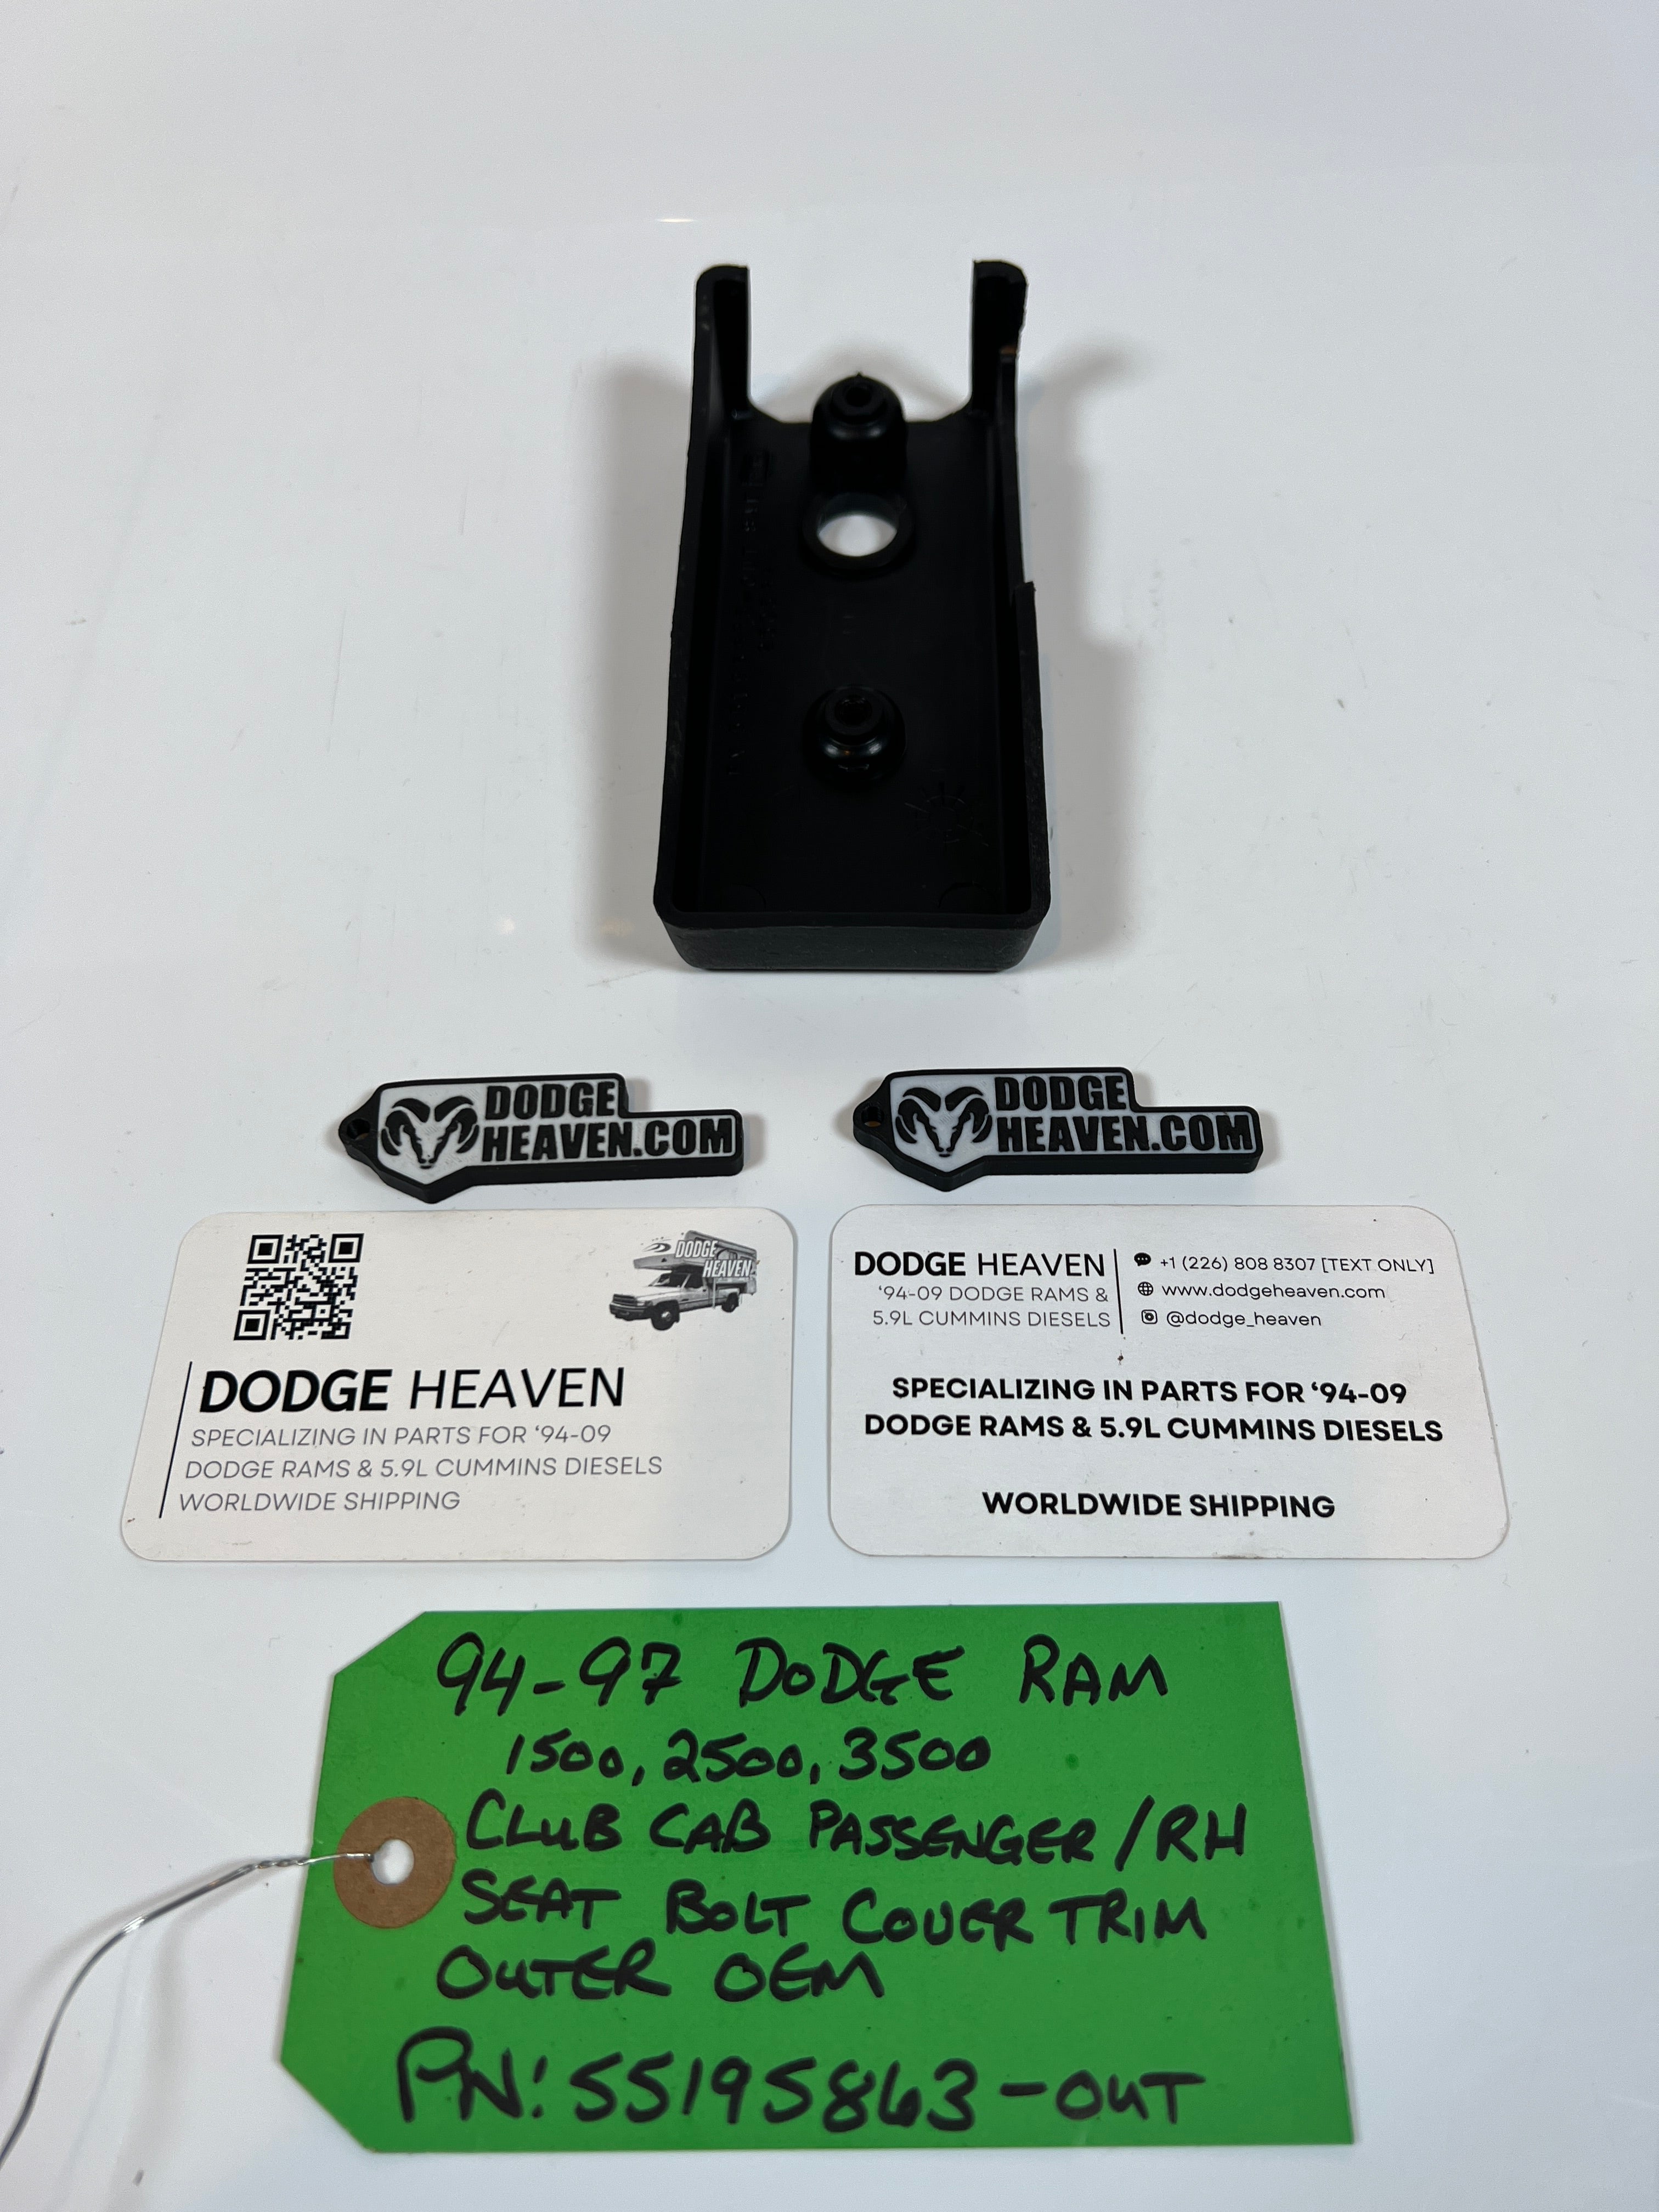 DODGE
HEAVEN.COM
DODGE
HEAVEN.COM
DODGE
HEAVEN
DODGE HEAVEN
SPECIALIZING IN PARTS FOR ‘94-09
DODGE RAMS & 5.9L CUMMINS DIESELS
WORLDWIDE SHIPPING
DODGE HEAVEN
‘94-09 DODGE RAMS &
5.9L CUMMINS DIESELS
+1 (226) 808 8307 [TEXT ONLY]
www.dodgeheaven.com
@dodge_heaven
SPECIALIZING IN PARTS FOR ‘94-09
DODGE RAMS & 5.9L CUMMINS DIESELS
WORLDWIDE SHIPPING
94-97 DODGE RAM
1500, 2500, 3500
CLUB CAB PASSENGER/RH
SEAT BOLT COVER TRIM
OUTER OEM
PN: 55195863-OUT